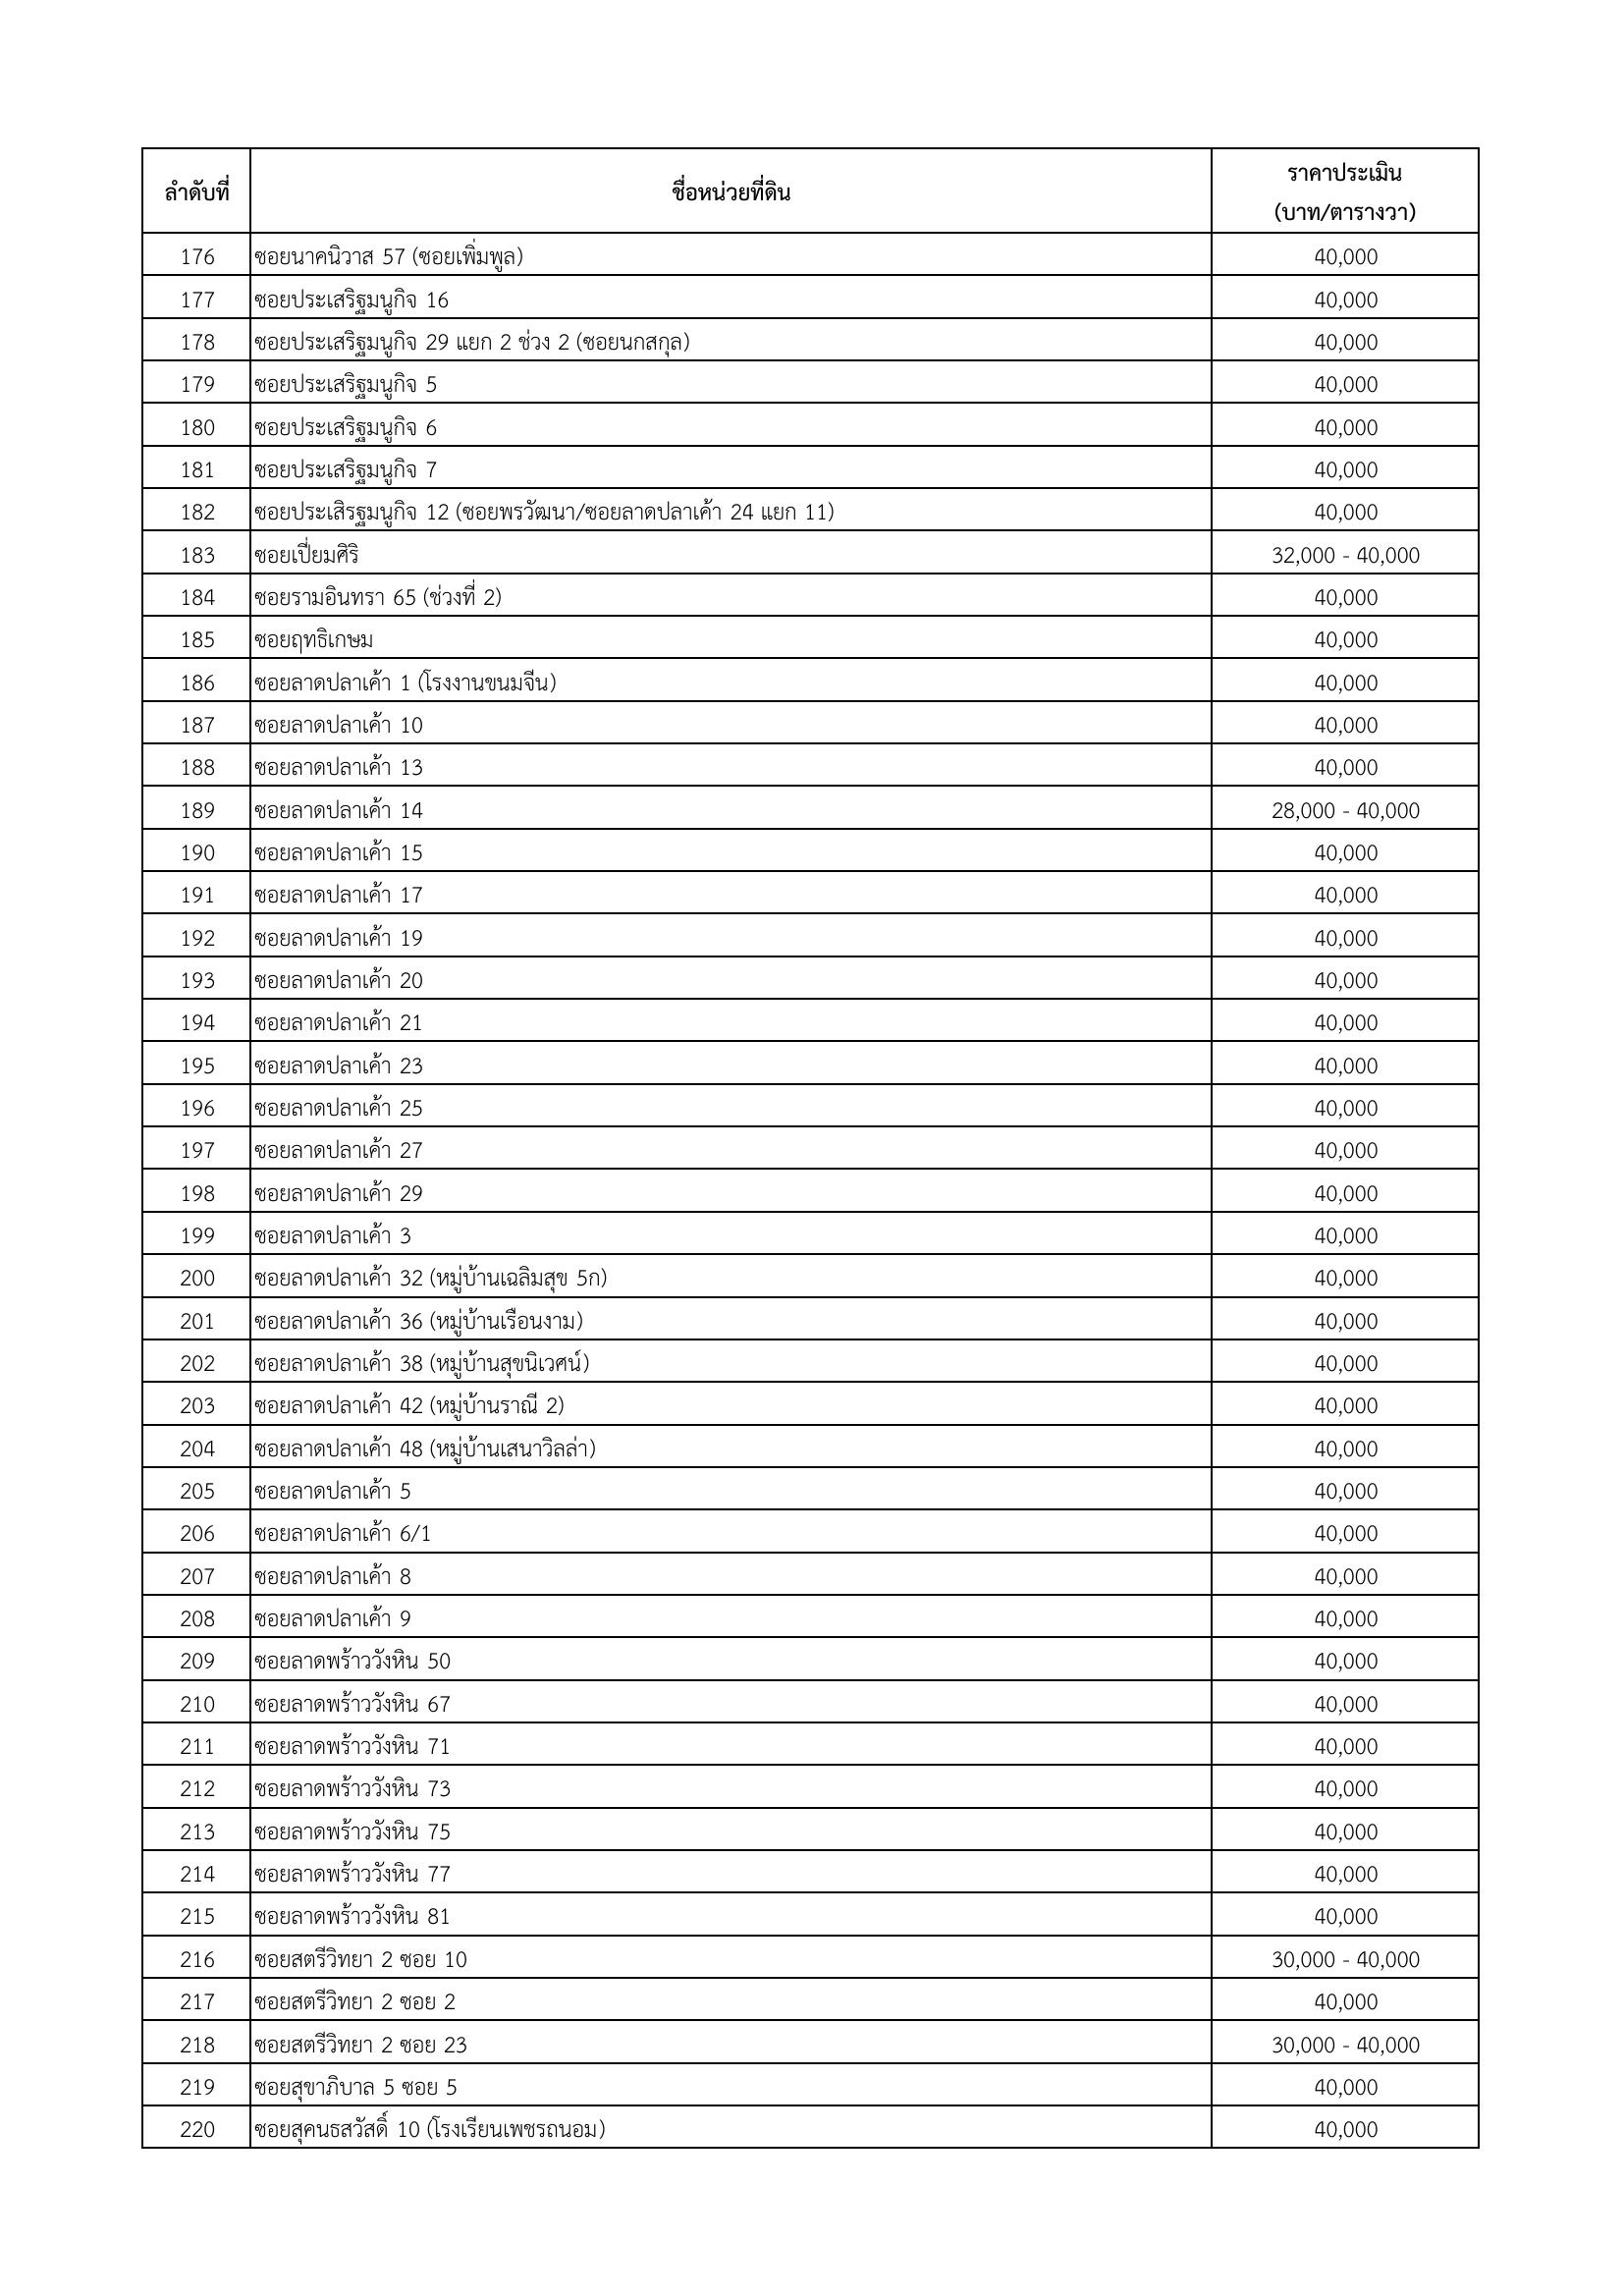 ลำดับที่ ชื่อหน่วยที่ดิน ราคาประเมิน
(บาท/ตารางวา)
176 ซอยนาคนิวาส 57 (ซอยเพิ่มพูล) 40,000
177 ซอยประเสริฐมนูกิจ 16 40,000
178 ซอยประเสริฐมนูกิจ 29 แยก 2 ช่วง 2 (ซอยนกสกุล) 40,000
179 ซอยประเสริฐมนูกิจ 5 40,000
180 ซอยประเสริฐมนูกิจ 6 40,000
181 ซอยประเสริฐมนูกิจ 7 40,000
182 ซอยประเสิรฐมนูกิจ 12 (ซอยพรวัฒนา/ซอยลาดปลาเค้า 24 แยก 11) 40,000
183 ซอยเปี่ยมศิริ 32,000 - 40,000
184 ซอยรามอินทรา 65 (ช่วงที่ 2) 40,000
185 ซอยฤทธิเกษม 40,000
186 ซอยลาดปลาเค้า 1 (โรงงานขนมจีน) 40,000
187 ซอยลาดปลาเค้า 10 40,000
188 ซอยลาดปลาเค้า 13 40,000
189 ซอยลาดปลาเค้า 14 28,000 - 40,000
190 ซอยลาดปลาเค้า 15 40,000
191 ซอยลาดปลาเค้า 17 40,000
192 ซอยลาดปลาเค้า 19 40,000
193 ซอยลาดปลาเค้า 20 40,000
194 ซอยลาดปลาเค้า 21 40,000
195 ซอยลาดปลาเค้า 23 40,000
196 ซอยลาดปลาเค้า 25 40,000
197 ซอยลาดปลาเค้า 27 40,000
198 ซอยลาดปลาเค้า 29 40,000
199 ซอยลาดปลาเค้า 3 40,000
200 ซอยลาดปลาเค้า 32 (หมู่บ้านเฉลิมสุข 5ก) 40,000
201 ซอยลาดปลาเค้า 36 (หมู่บ้านเรือนงาม) 40,000
202 ซอยลาดปลาเค้า 38 (หมู่บ้านสุขนิเวศน์) 40,000
203 ซอยลาดปลาเค้า 42 (หมู่บ้านราณี 2) 40,000
204 ซอยลาดปลาเค้า 48 (หมู่บ้านเสนาวิลล่า) 40,000
205 ซอยลาดปลาเค้า 5 40,000
206 ซอยลาดปลาเค้า 6/1 40,000
207 ซอยลาดปลาเค้า 8 40,000
208 ซอยลาดปลาเค้า 9 40,000
209 ซอยลาดพร้าววังหิน 50 40,000
210 ซอยลาดพร้าววังหิน 67 40,000
211 ซอยลาดพร้าววังหิน 71 40,000
212 ซอยลาดพร้าววังหิน 73 40,000
213 ซอยลาดพร้าววังหิน 75 40,000
214 ซอยลาดพร้าววังหิน 77 40,000
215 ซอยลาดพร้าววังหิน 81 40,000
216 ซอยสตรีวิทยา 2 ซอย 10 30,000 - 40,000
217 ซอยสตรีวิทยา 2 ซอย 2 40,000
218 ซอยสตรีวิทยา 2 ซอย 23 30,000 - 40,000
219 ซอยสุขาภิบาล 5 ซอย 5 40,000
220 ซอยสุคนธสวัสดิ์ 10 (โรงเรียนเพชรถนอม) 40,000